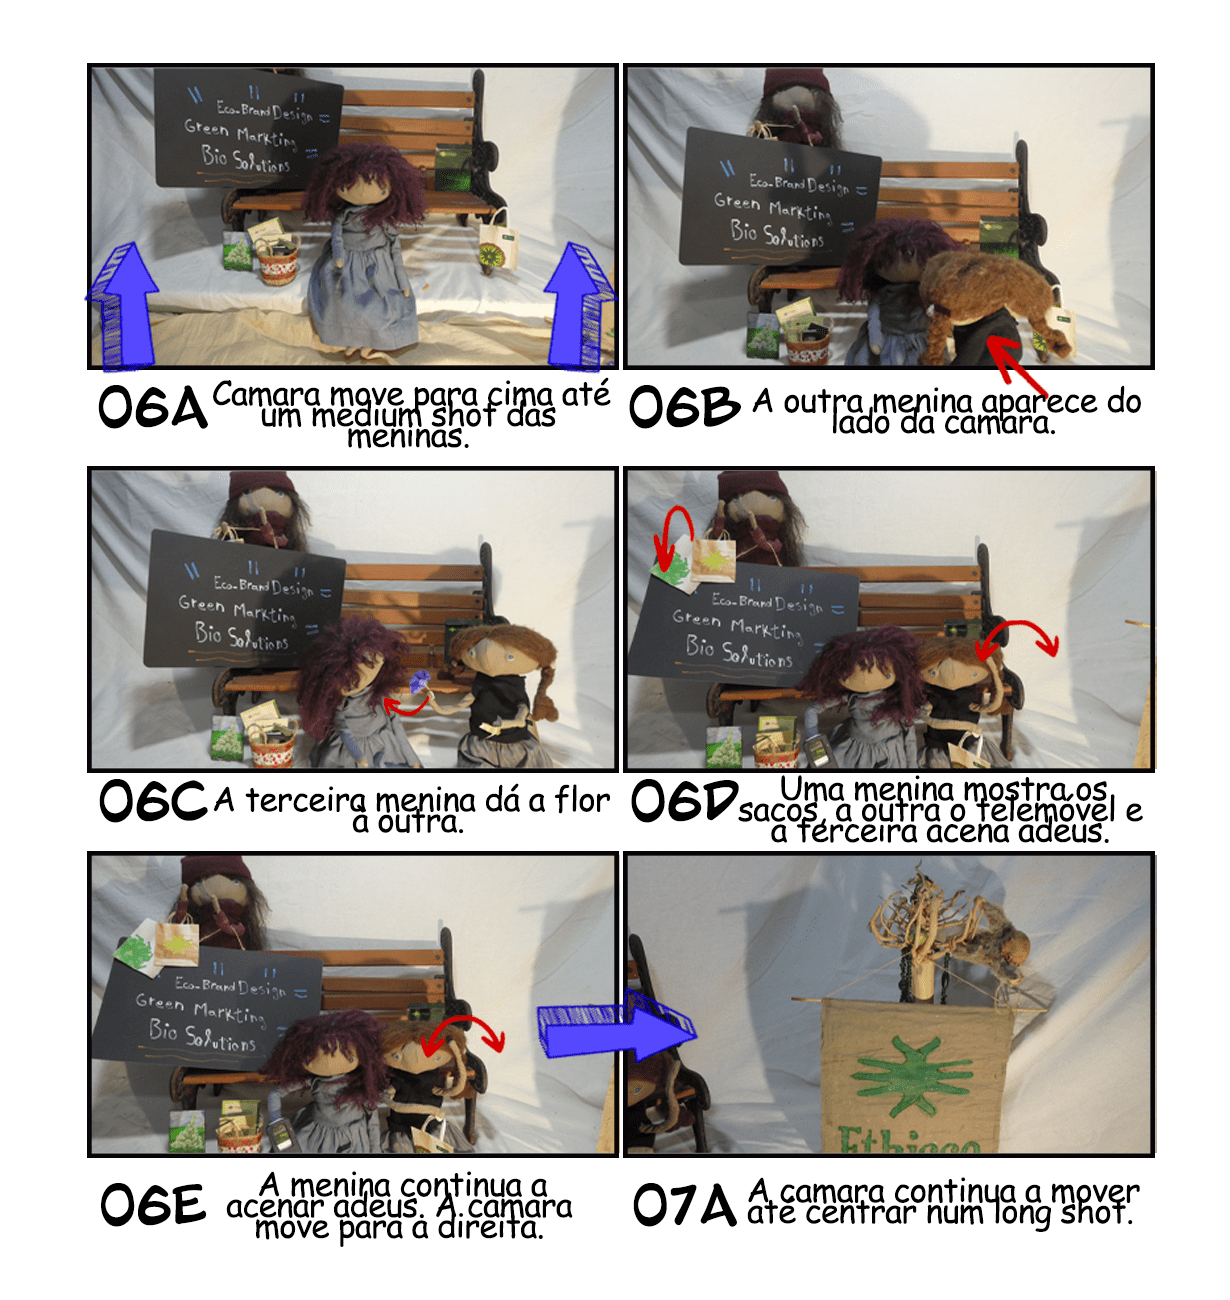 Eco-Brand Design
Green Markting
Bio Solutions
Eco-Brand Design
Green Markting
Bio Solutions
06A Camara move para cima até
um medium shot das
meninas.
06B A outra menina aparece do
lado da camara.
Eco-Brand Design
Green Markting
Bio Solutions
Eco-Brand Design
Green Markting
Bio Solutions
06C A terceira menina dá a flor
à outra.
06D Uma menina mostra os
sacos, a outra o telemóvel e
a terceira acena adeus.
Eco-Brand Design
Green Markting
Bio Solutions
Ethicco
06E A menina continua a
acenar adeus. A camara
move para a direita.
07A A camara continua a mover
até centrar num long shot.